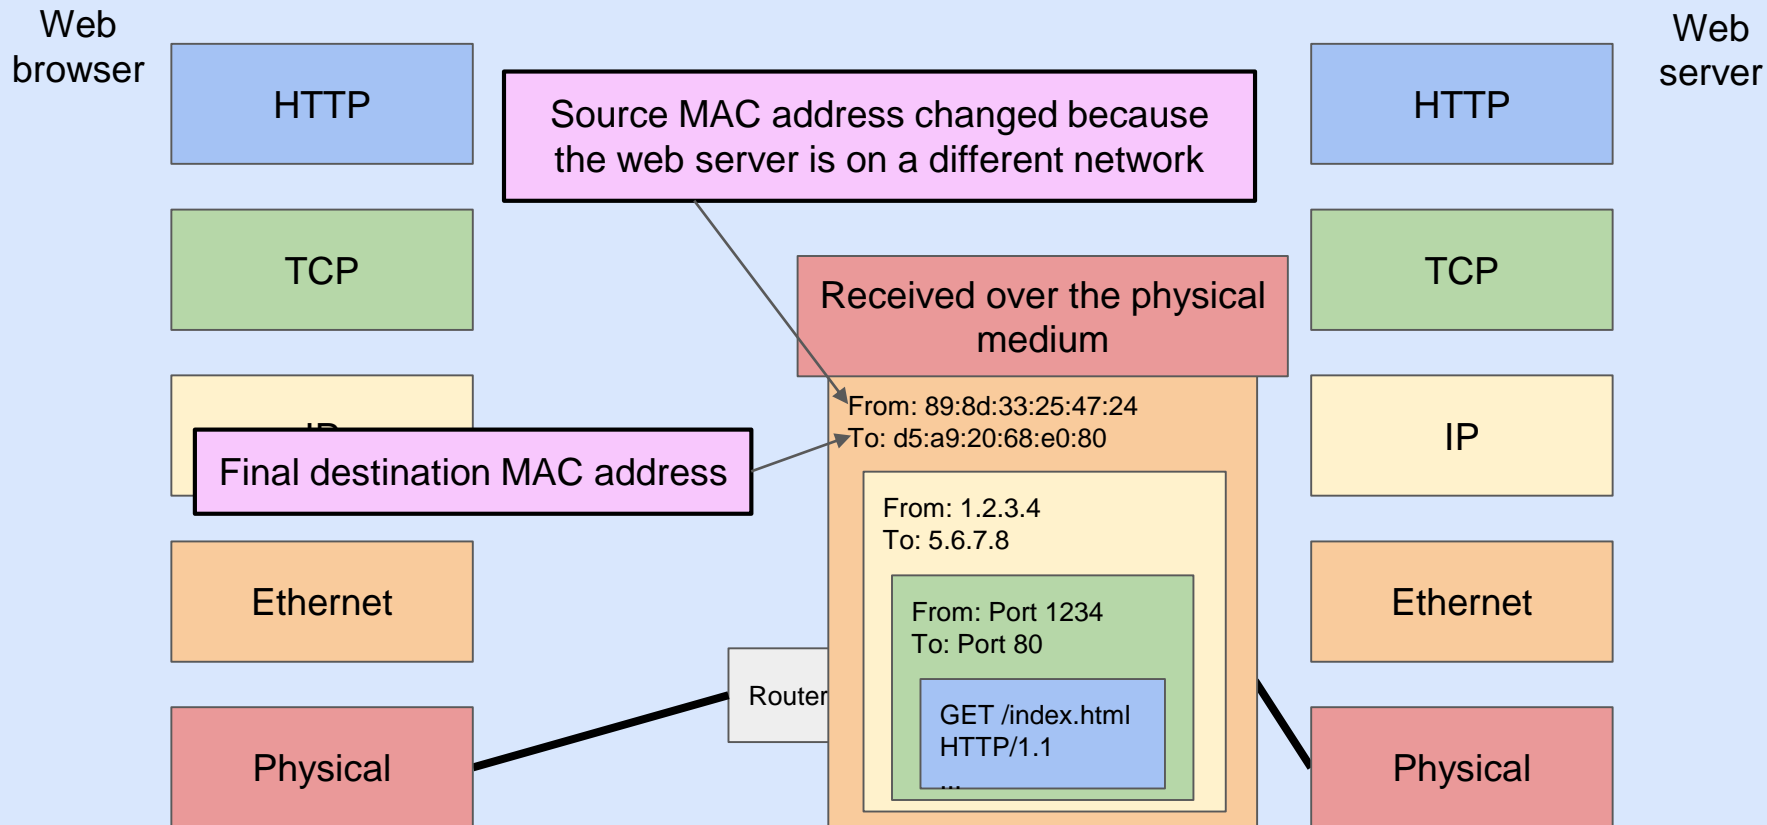 Web
browser
HTTP
TCP
Ethernet
Physical
Source MAC address changed because
the web server is on a different network
Final destination MAC address
Router
Received over the physical
medium
From: 89:8d:33:25:47:24
To: d5:a9:20:68:e0:80
From: 1.2.3.4
To: 5.6.7.8
From: Port 1234
To: Port 80
GET /index.html
HTTP/1.1
...
Web
server
HTTP
TCP
IP
Ethernet
Physical